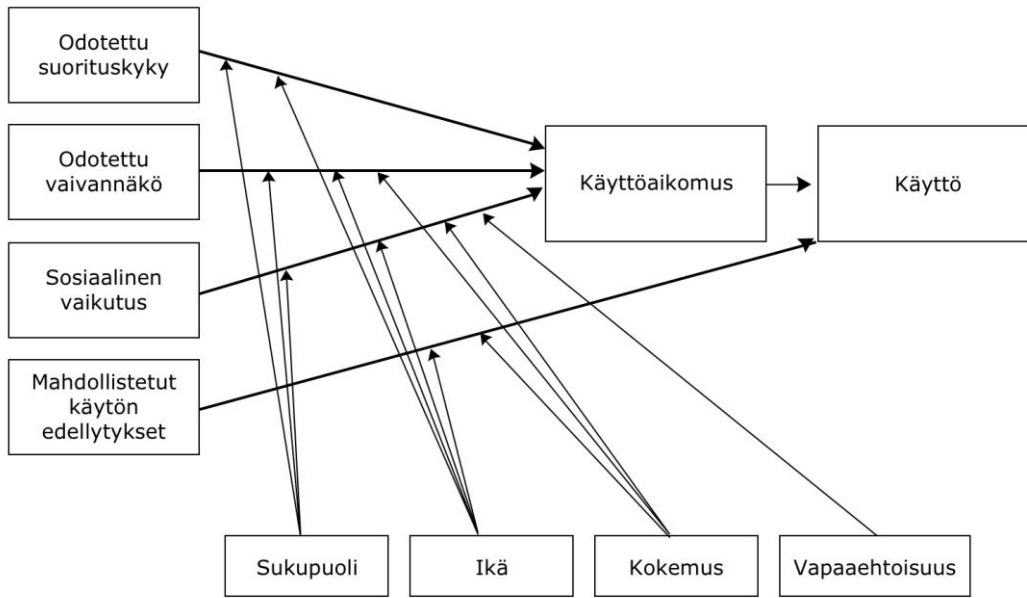 Odotettu
suorituskyky
Odotettu
vaivannäkö
Sosiaalinen
vaikutus
Mahdollistetut
käytön
edellytykset
Käyttöaikomus
Käyttö
Sukupuoli
Ikä
Kokemus
Vapaaehtoisuus